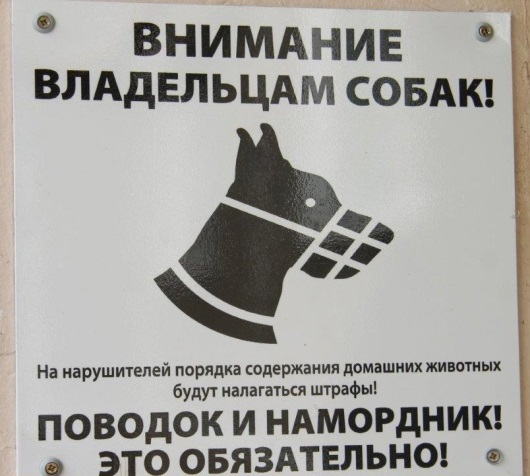 ВНИМАНИЕ
ВЛАДЕЛЬЦАМ СОБАК!
На нарушителей порядка содержания домашних животных
будут налагаться штрафы!
ПОВОДОК И НАМОРДНИК!
ЭТО ОБЯЗАТЕЛЬНО!